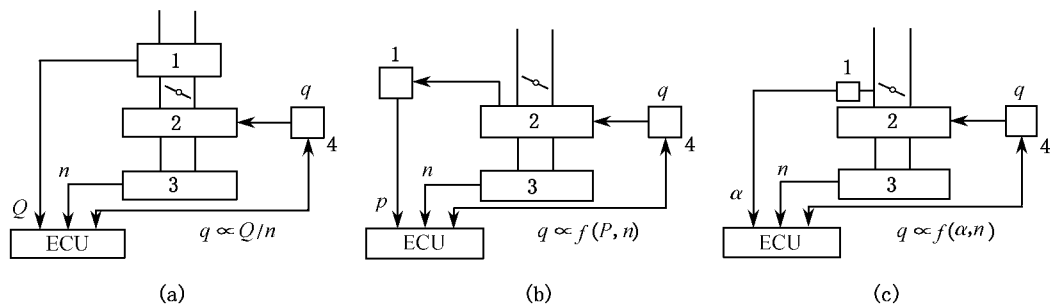 1
2
3
q
4
Q
n
ECU
q ∝ Q/n
(a)
1
2
3
q
4
p
n
ECU
q ∝ f(P, n)
(b)
1
2
3
q
4
α
n
ECU
q ∝ f(α,n)
(c)